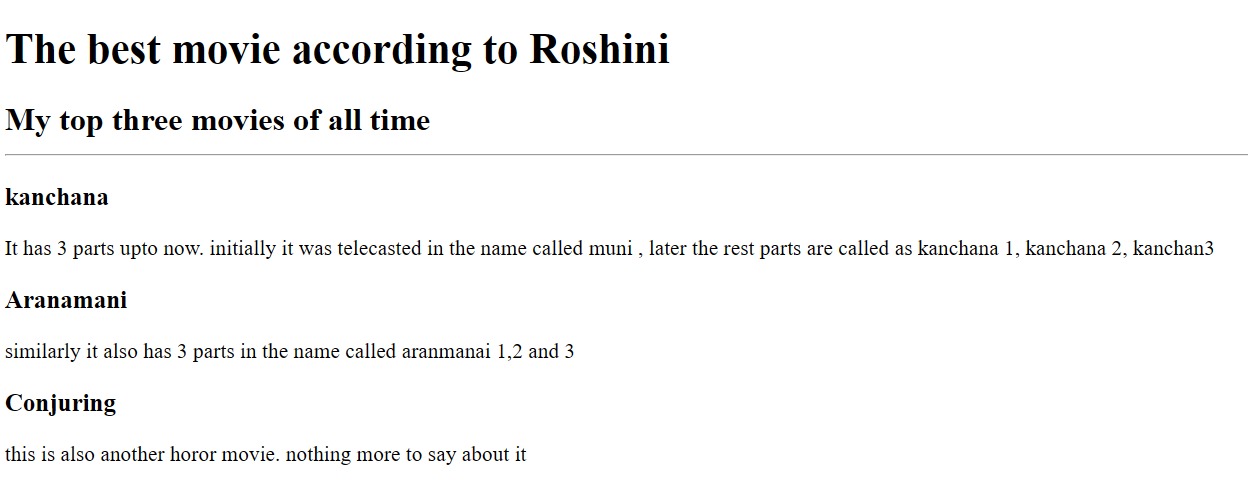 The best movie according to Roshini
My top three movies of all time
kanchana
It has 3 parts upto now. initially it was telecasted in the name called muni , later the rest parts are called as kanchana 1, kanchana 2, kanchan3
Aranamani
similarly it also has 3 parts in the name called aranmanai 1,2 and 3
Conjuring
this is also another horor movie. nothing more to say about it